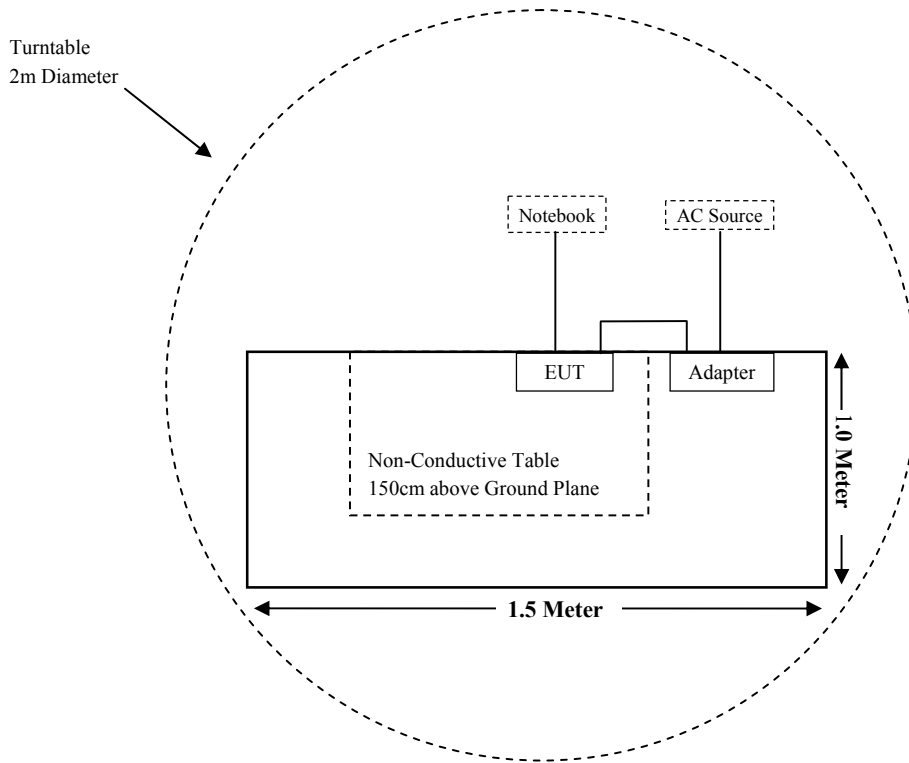 Turntable
2m Diameter
Notebook
AC Source
EUT
Adapter
Non-Conductive Table
150cm above Ground Plane
1.0 Meter
1.5 Meter